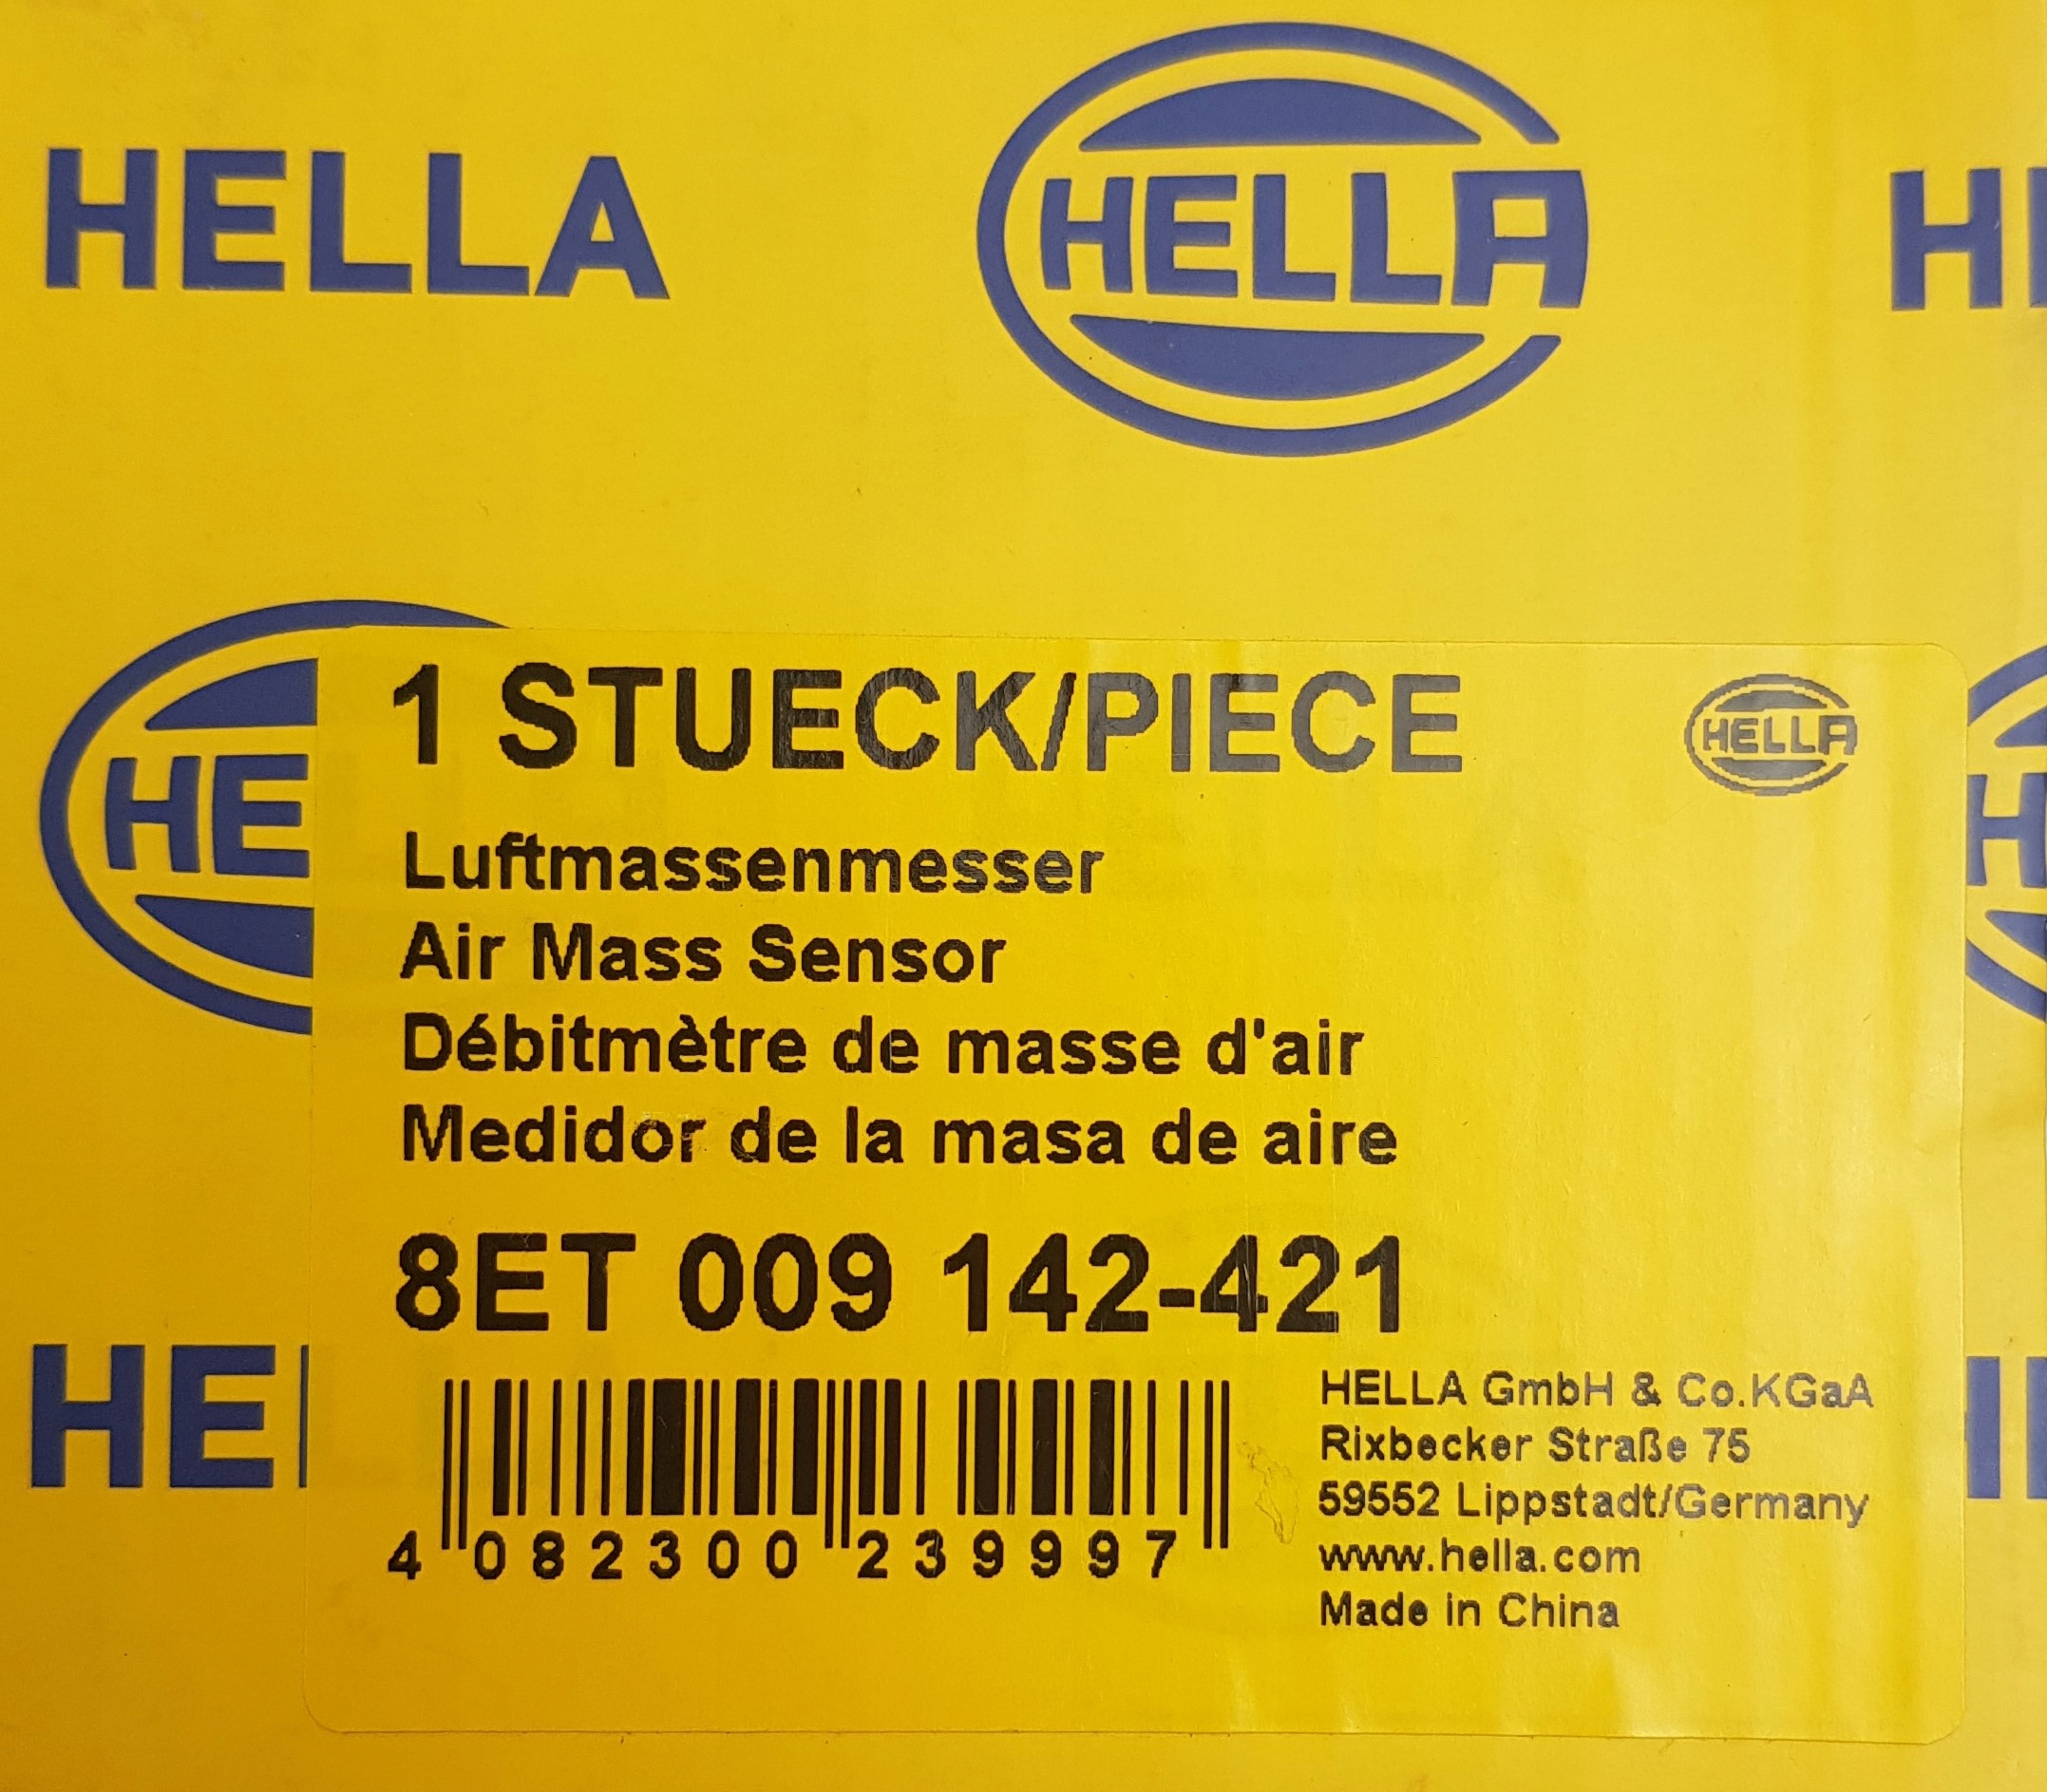 HELLA
HELLA
H
HE
1 STUECK/PIECE
HELLA
H
Luftmassenmesser
Air Mass Sensor
Débitmètre de masse d'air
Medidor de la masa de aire
8ET 009 142-421
HE
4 082300 239997
HELLA GmbH & Co.KGaA
Rixbecker Straße 75
59552 Lippstadt/Germany
www.hella.com
Made in China